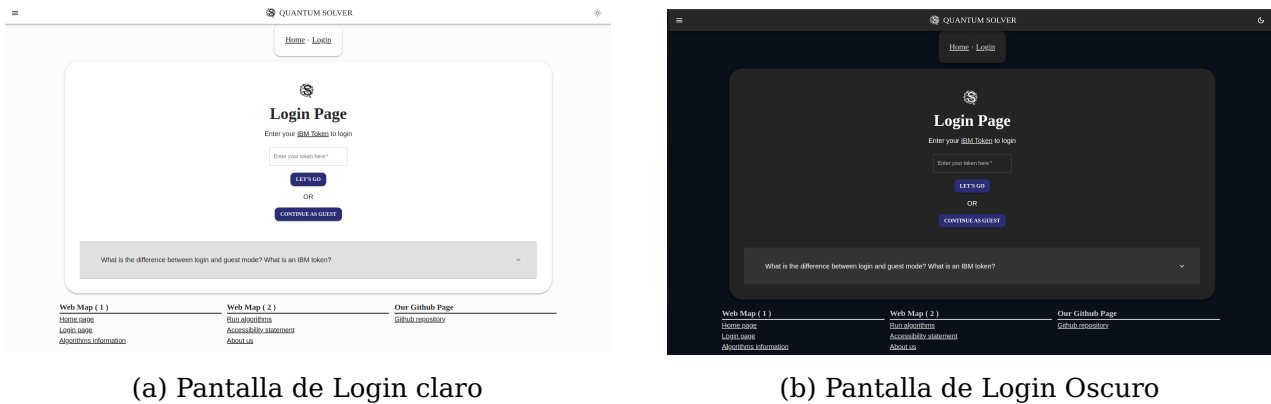 QUANTUM SOLVER
Home › Login
Login Page
Enter your IBM Token to login
Enter your token here *
LET'S GO
OR
CONTINUE AS GUEST
What is the difference between login and guest mode? What is an IBM token?
Web Map ( 1 )
Home page
Login page
Algorithms information
Web Map ( 2 )
Run algorithms
Accessibility statement
About us
Our Github Page
Github repository
(a) Pantalla de Login claro
QUANTUM SOLVER
Home › Login
Login Page
Enter your IBM Token to login
Enter your token here *
LET'S GO
OR
CONTINUE AS GUEST
What is the difference between login and guest mode? What is an IBM token?
Web Map ( 1 )
Home page
Login page
Algorithms information
Web Map ( 2 )
Run algorithms
Accessibility statement
About us
Our Github Page
Github repository
(b) Pantalla de Login Oscuro